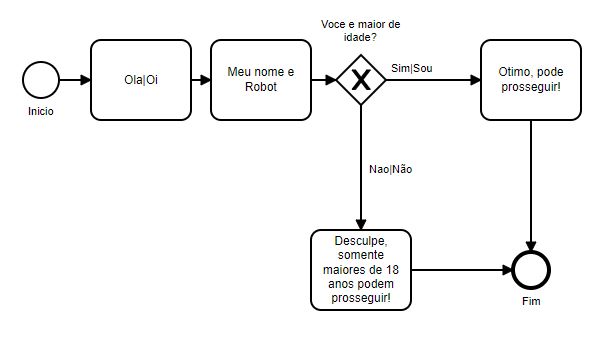 Voce e maior de
idade?
Inicio
Ola|Oi
Meu nome e
Robot
Sim|Sou
Otimo, pode
prosseguir!
Nao|Não
Desculpe,
somente
maiores de 18
anos podem
prosseguir!
Fim